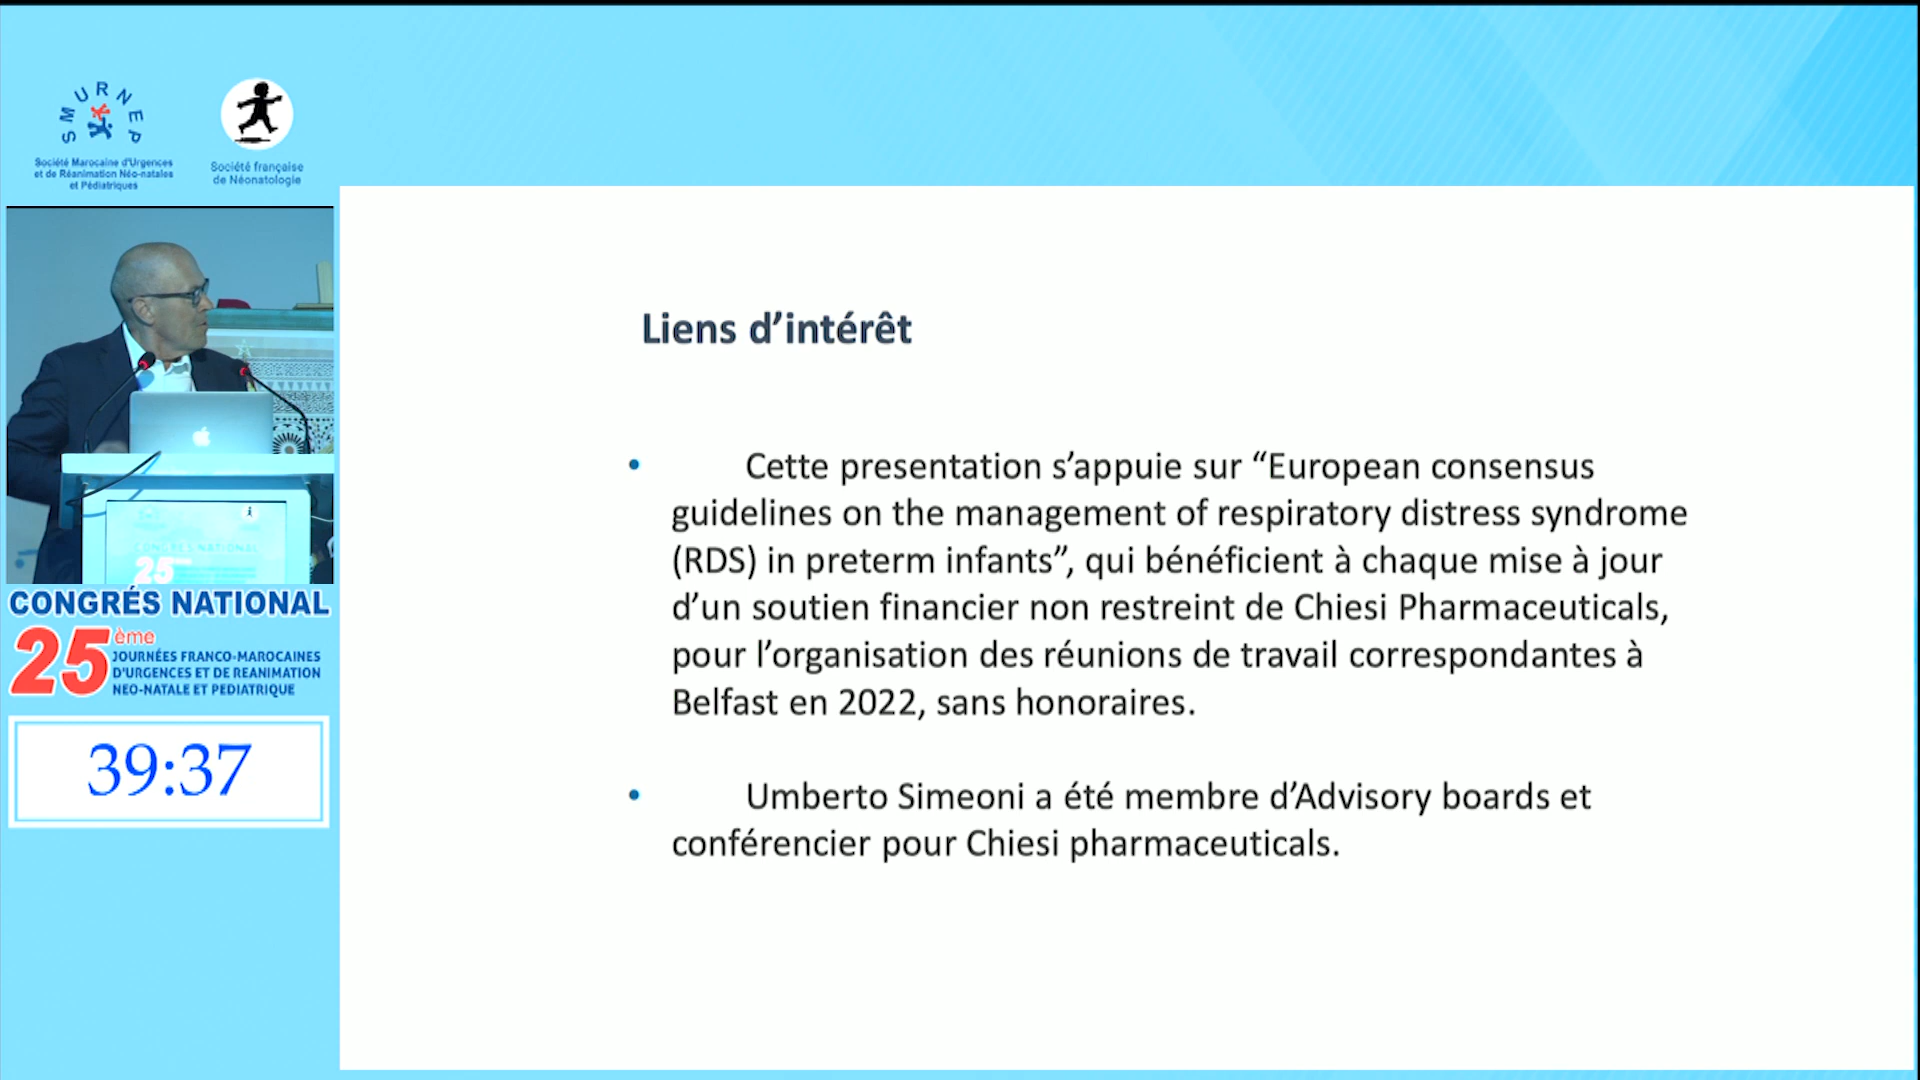 SMURNEP
Société Marocaine d'Urgences
et de Réanimation Néo-natales
et Pédiatriques
Société française
de Néonatologie
CONGRÉS NATIONAL
25ème
JOURNÉES FRANCO-MAROCAINES
D'URGENCES ET DE REANIMATION
NEO-NATALE ET PEDIATRIQUE
39:37
Liens d’intérêt
• Cette presentation s’appuie sur “European consensus
guidelines on the management of respiratory distress syndrome
(RDS) in preterm infants”, qui bénéficient à chaque mise à jour
d’un soutien financier non restreint de Chiesi Pharmaceuticals,
pour l’organisation des réunions de travail correspondantes à
Belfast en 2022, sans honoraires.
• Umberto Simeoni a été membre d’Advisory boards et
conférencier pour Chiesi pharmaceuticals.
CONGRÉS NATIONAL
25